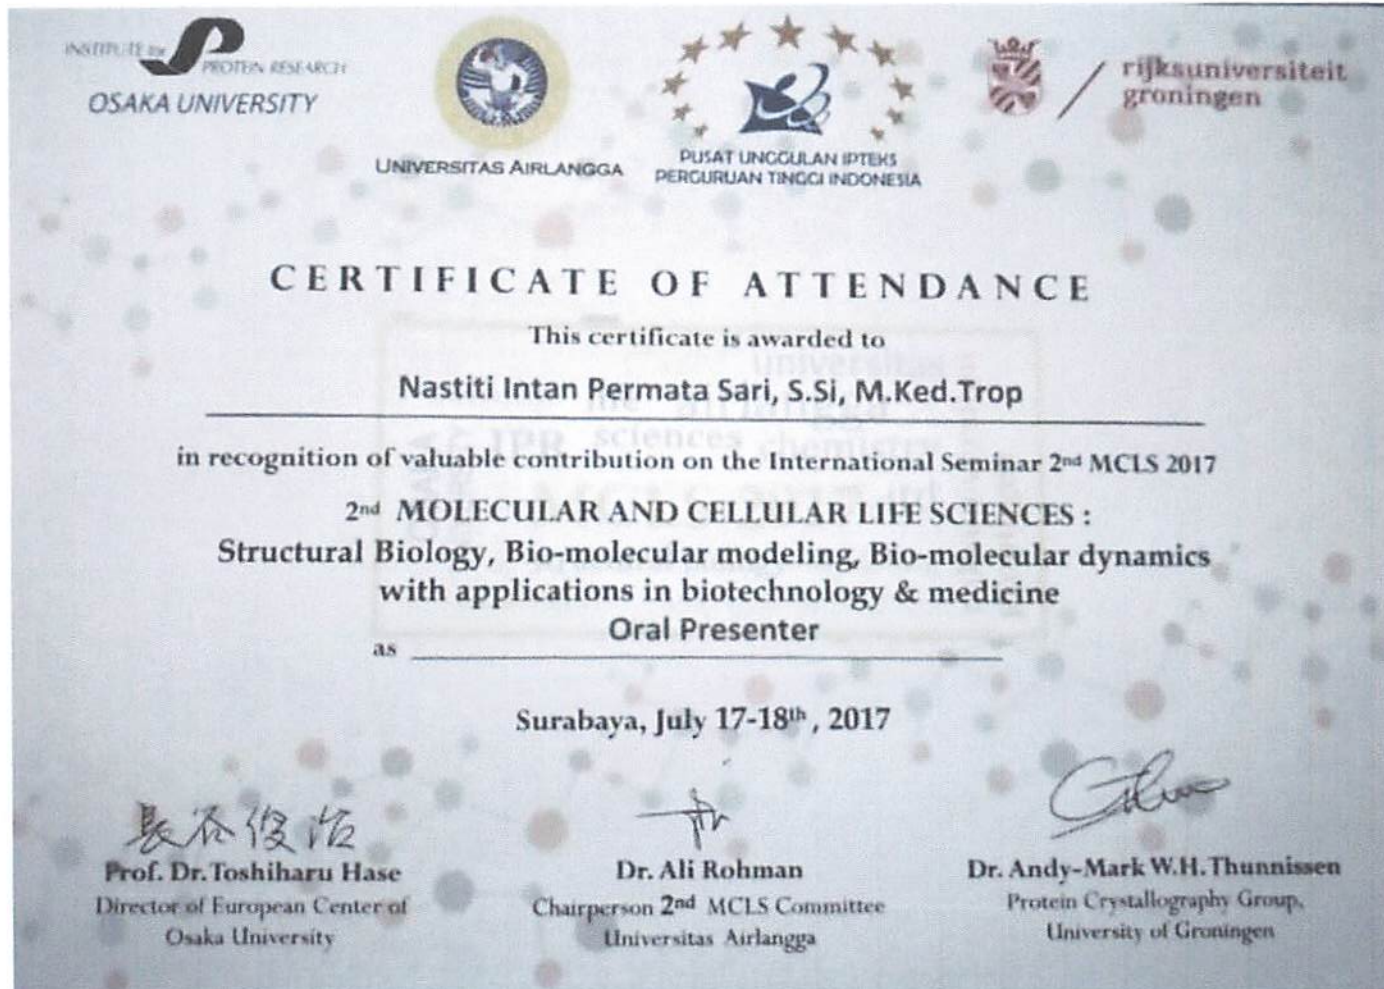 INSTITUTE for
PROTEIN RESEARCH
OSAKA UNIVERSITY
UNIVERSITAS AIRLANGGA
PUSAT UNGGULAN IPTEKS
PERGURUAN TINGGI INDONESIA
rijksuniversiteit
groningen
CERTIFICATE OF ATTENDANCE
This certificate is awarded to
Nastiti Intan Permata Sari, S.Si, M.Ked.Trop
in recognition of valuable contribution on the International Seminar 2nd MCLS 2017
2nd MOLECULAR AND CELLULAR LIFE SCIENCES :
Structural Biology, Bio-molecular modeling, Bio-molecular dynamics
with applications in biotechnology & medicine
Oral Presenter
as
Surabaya, July 17-18th , 2017
長谷俊治
Prof. Dr. Toshiharu Hase
Director of European Center of
Osaka University
Dr. Ali Rohman
Chairperson 2nd MCLS Committee
Universitas Airlangga
Dr. Andy-Mark W.H. Thunnissen
Protein Crystallography Group,
University of Groningen